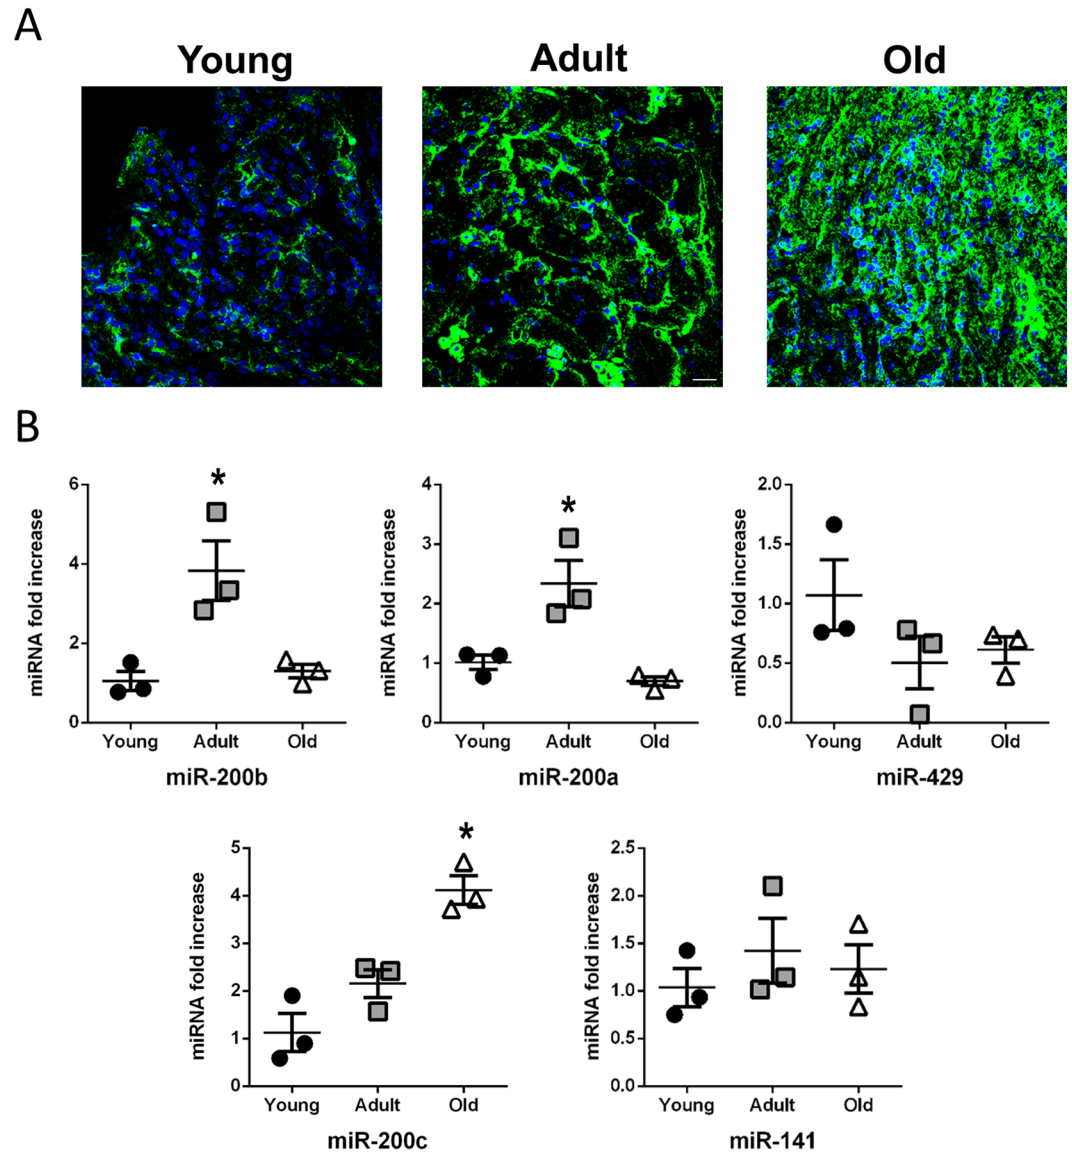 A
Young Adult Old
B
* * 
miRNA fold increase
6
4
2
0
Young Adult Old
miR-200b
miRNA fold increase
4
3
2
1
0
Young Adult Old
miR-200a
miRNA fold increase
2.0
1.5
1.0
0.5
0.0
Young Adult Old
miR-429
*
miRNA fold increase
5
4
3
2
1
0
Young Adult Old
miR-200c
miRNA fold increase
2.5
2.0
1.5
1.0
0.5
0.0
Young Adult Old
miR-141